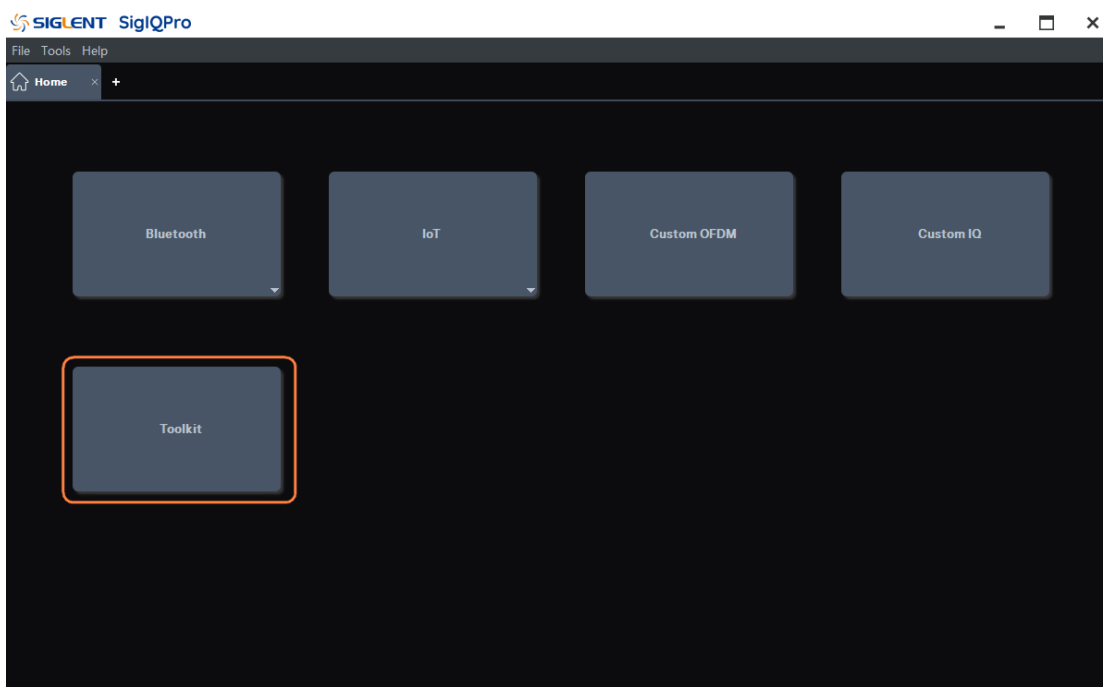 SIGLENT SigIQPro
File Tools Help
Home
Bluetooth
IoT
Custom OFDM
Custom IQ
Toolkit